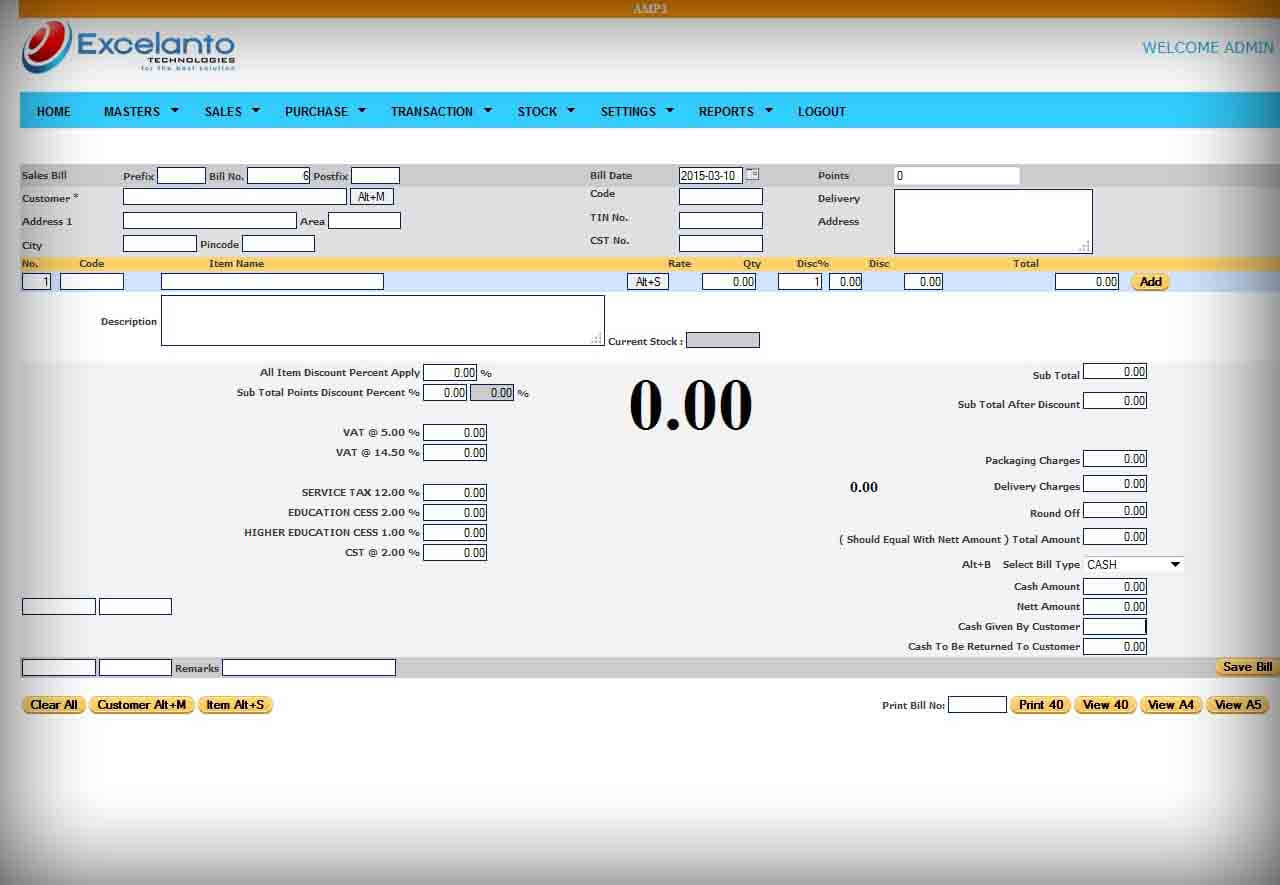 AMP3
Excelanto
TECHNOLOGIES
for the best solution
WELCOME ADMIN
HOME MASTERS SALES PURCHASE TRANSACTION STOCK SETTINGS REPORTS LOGOUT
Sales Bill Prefix Bill No. 6 Postfix Bill Date 2015-03-10 Points 0
Customer * Alt+M Code Delivery
Address 1 Area TIN No. Address
City Pincode CST No.
No. Code Item Name Rate Qty Disc% Disc Total
1 Alt+S 0.00 1 0.00 0.00 0.00 Add
Description Current Stock :
All Item Discount Percent Apply 0.00 % 0.00 Sub Total 0.00
Sub Total Points Discount Percent % 0.00 0.00 % Sub Total After Discount 0.00
VAT @ 5.00 % 0.00
VAT @ 14.50 % 0.00 Packaging Charges 0.00
SERVICE TAX 12.00 % 0.00 0.00 Delivery Charges 0.00
EDUCATION CESS 2.00 % 0.00 Round Off 0.00
HIGHER EDUCATION CESS 1.00 % 0.00 ( Should Equal With Nett Amount ) Total Amount 0.00
CST @ 2.00 % 0.00 Alt+B Select Bill Type CASH
Cash Amount 0.00
Nett Amount 0.00
Cash Given By Customer
Cash To Be Returned To Customer 0.00
Remarks Save Bill
Clear All Customer Alt+M Item Alt+S Print Bill No: Print 40 View 40 View A4 View A5